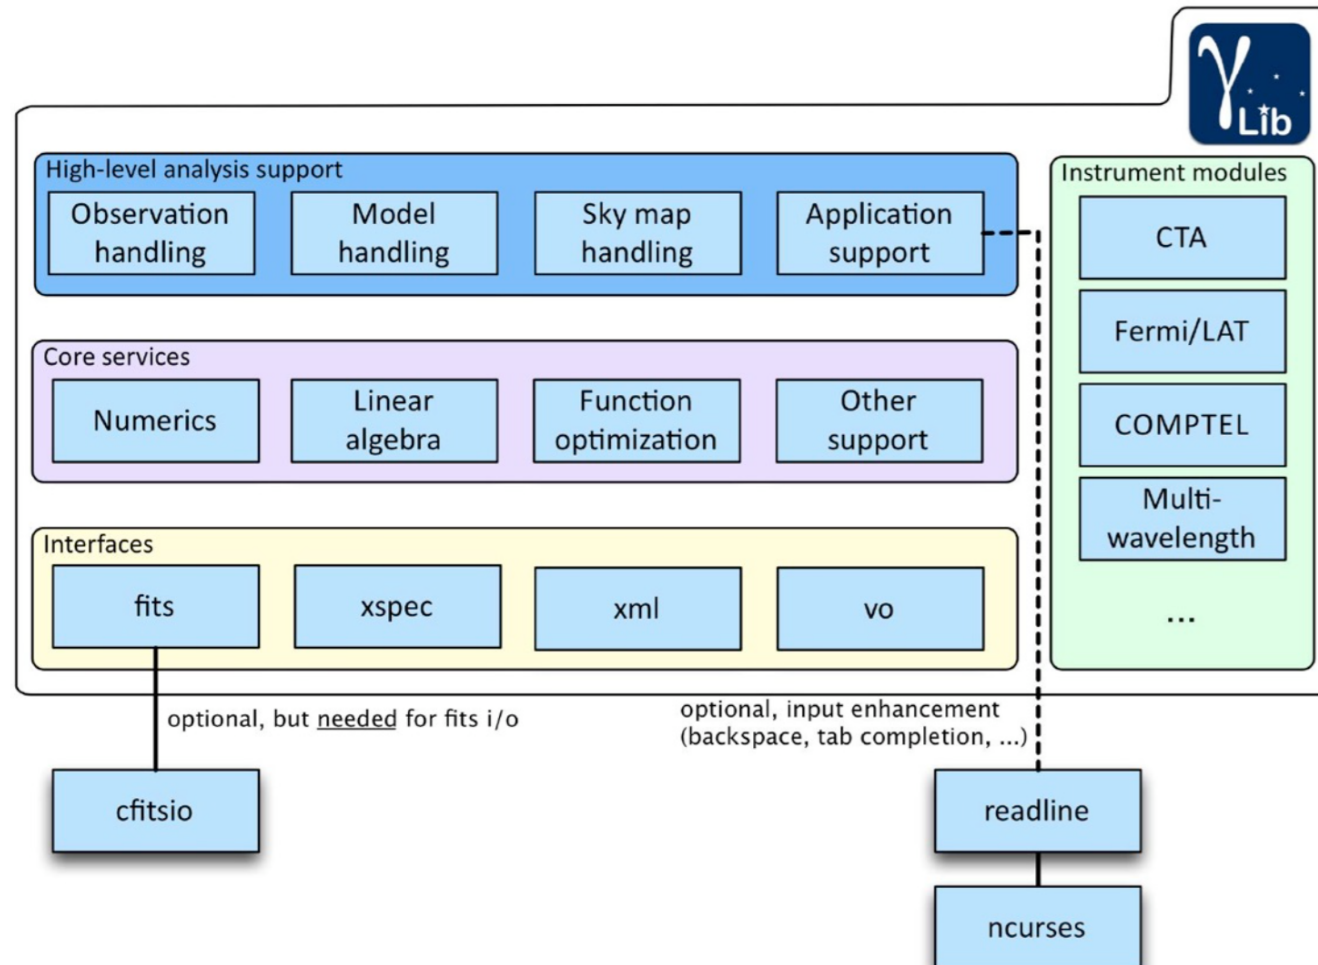 γ
Lib
High-level analysis support
Observation
handling
Model
handling
Sky map
handling
Application
support
Instrument modules
CTA
Fermi/LAT
COMPTEL
Multi-
wavelength
...
Core services
Numerics
Linear
algebra
Function
optimization
Other
support
Interfaces
fits
xspec
xml
vo
optional, but needed for fits i/o
optional, input enhancement
(backspace, tab completion, ...)
cfitsio
readline
ncurses